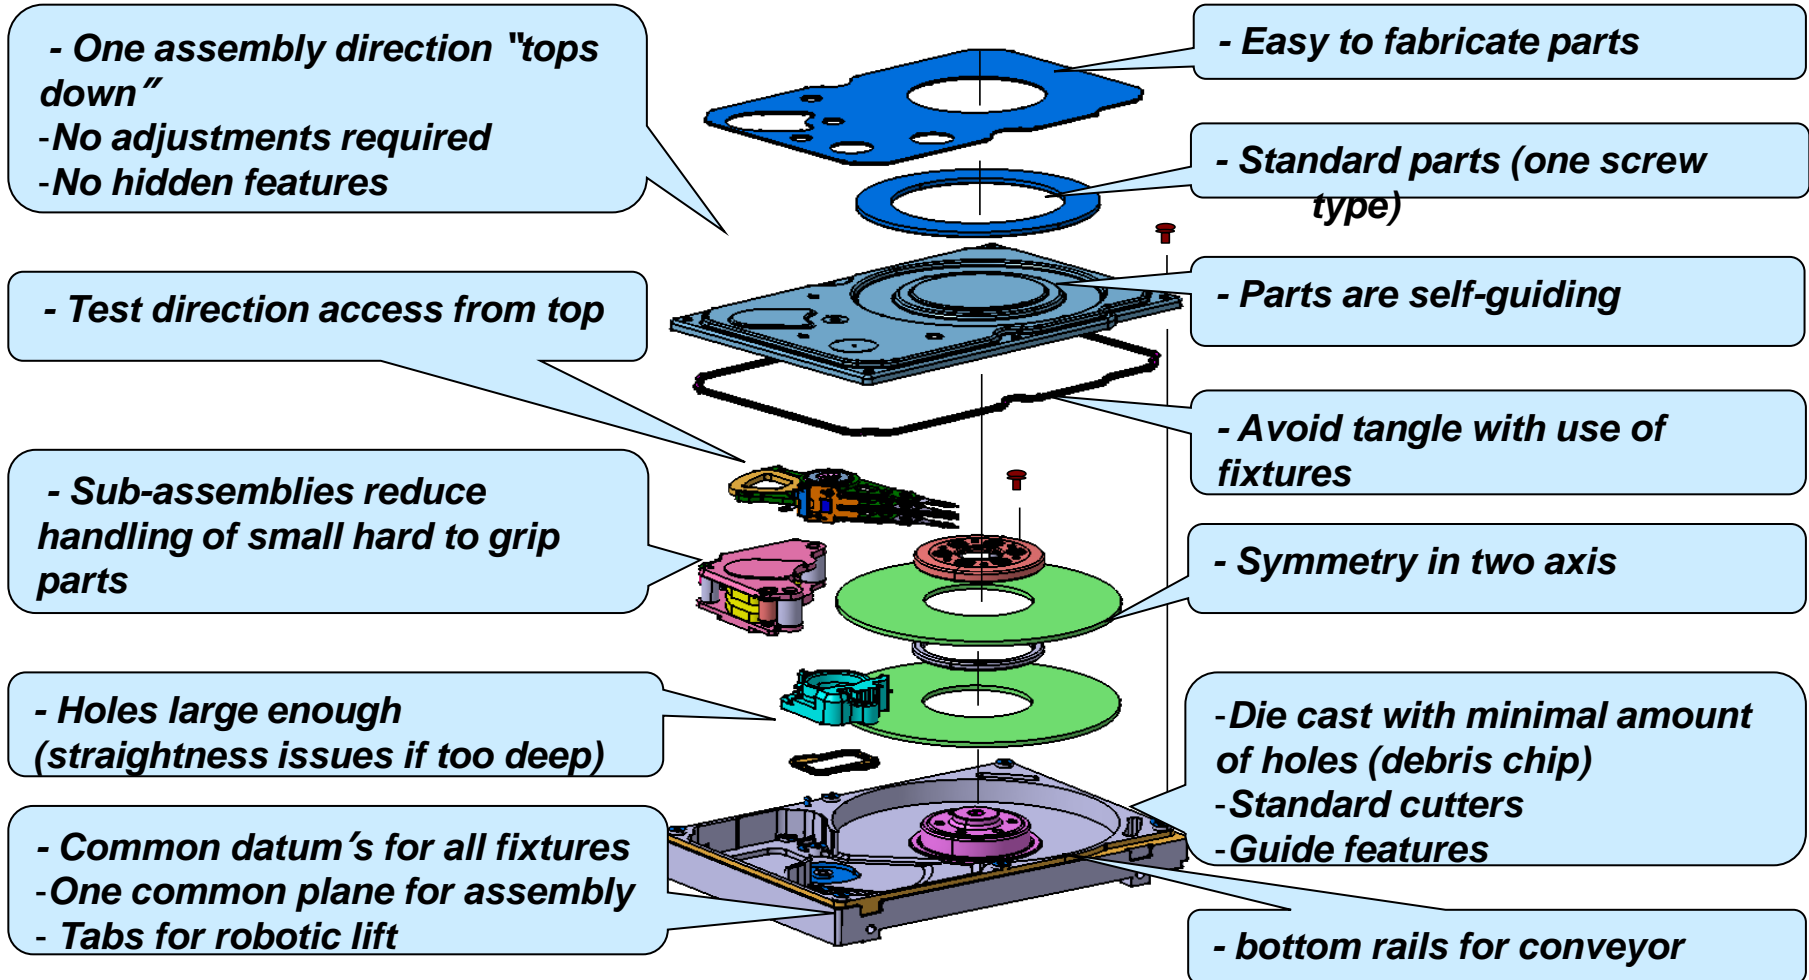 - One assembly direction "tops
down"
-No adjustments required
-No hidden features
- Test direction access from top
- Sub-assemblies reduce
handling of small hard to grip
parts
- Holes large enough
(straightness issues if too deep)
- Common datum's for all fixtures
-One common plane for assembly
- Tabs for robotic lift
- Easy to fabricate parts
- Standard parts (one screw
type)
- Parts are self-guiding
- Avoid tangle with use of
fixtures
- Symmetry in two axis
-Die cast with minimal amount
of holes (debris chip)
-Standard cutters
-Guide features
- bottom rails for conveyor